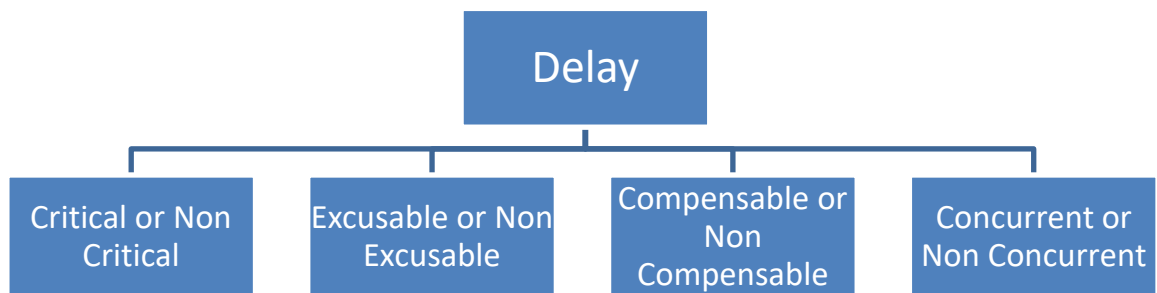 Delay
Critical or Non
Critical
Excusable or Non
Excusable
Compensable or
Non
Compensable
Concurrent or
Non Concurrent